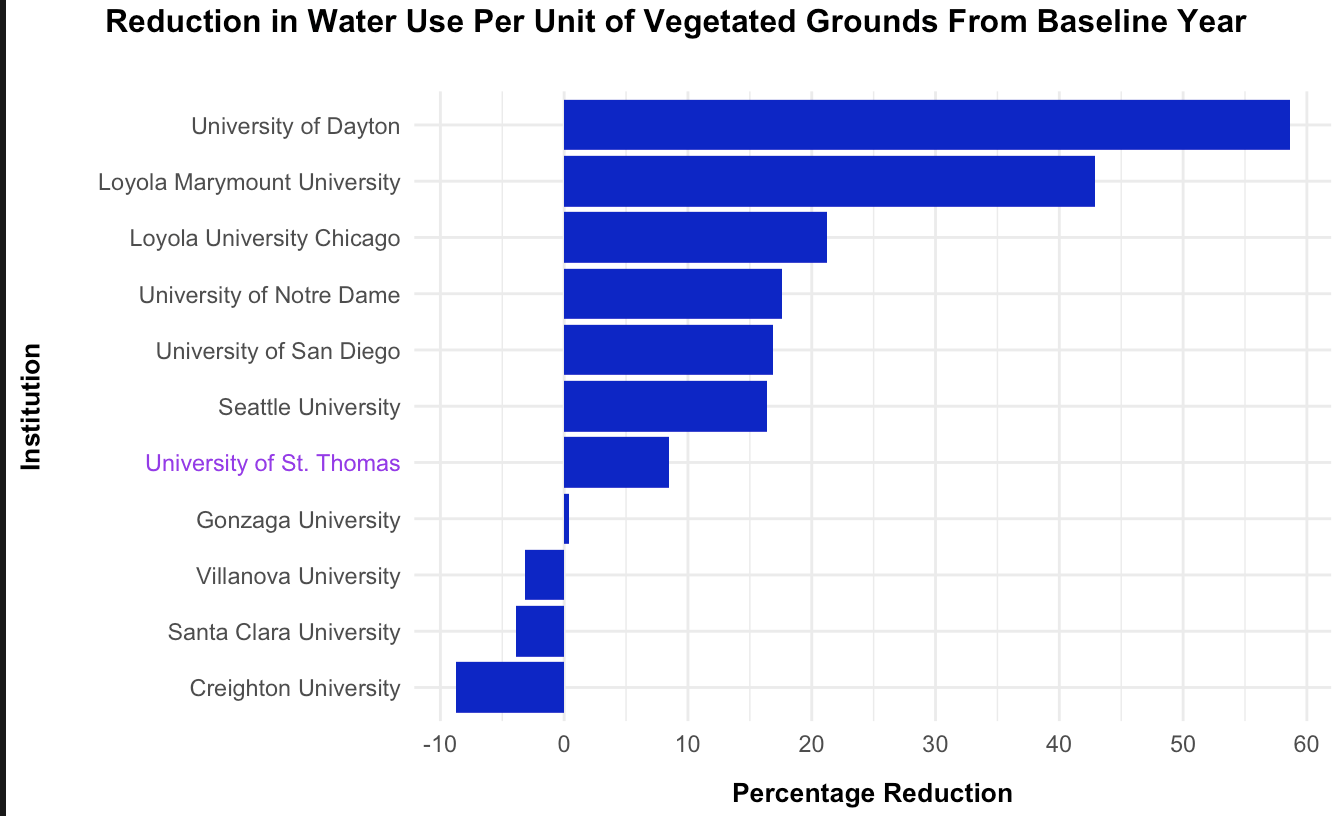 Reduction in Water Use Per Unit of Vegetated Grounds From Baseline Year
Institution
University of Dayton
Loyola Marymount University
Loyola University Chicago
University of Notre Dame
University of San Diego
Seattle University
University of St. Thomas
Gonzaga University
Villanova University
Santa Clara University
Creighton University
-10 0 10 20 30 40 50 60
Percentage Reduction